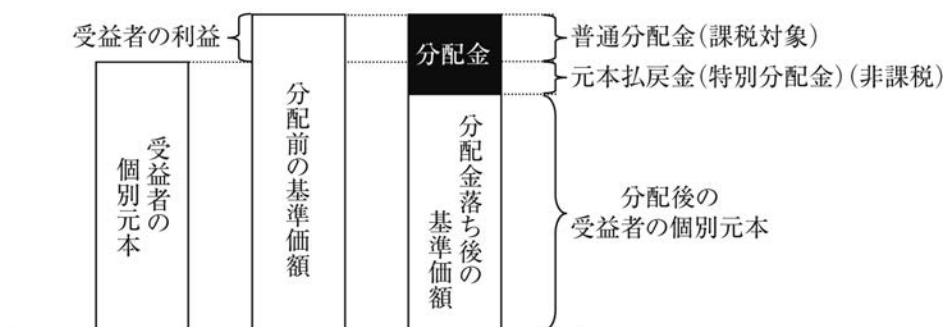 受益者の利益
受益者の
個別元本
分配前の基準価額
分配金
分配金落ち後の
基準価額
普通分配金(課税対象)
元本払戻金(特別分配金)(非課税)
分配後の
受益者の個別元本